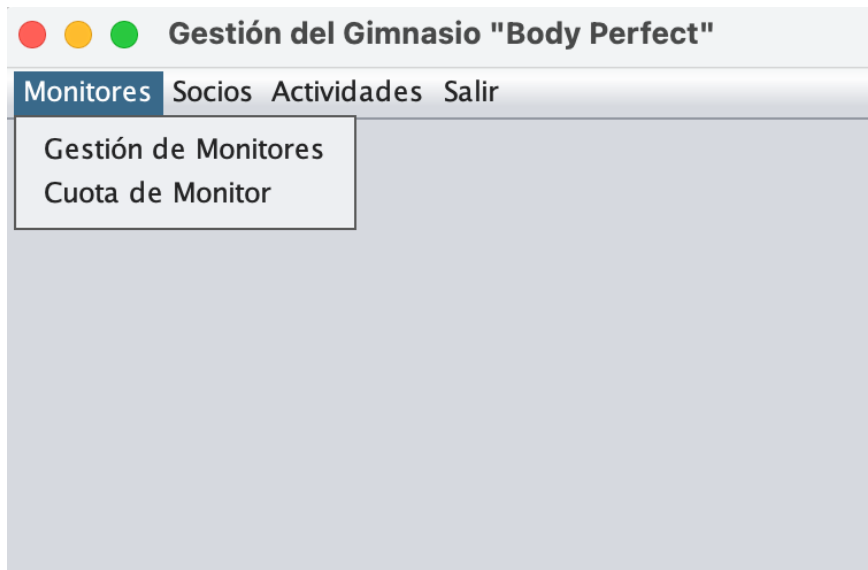 Gestión del Gimnasio "Body Perfect"
Monitores Socios Actividades Salir
Gestión de Monitores
Cuota de Monitor